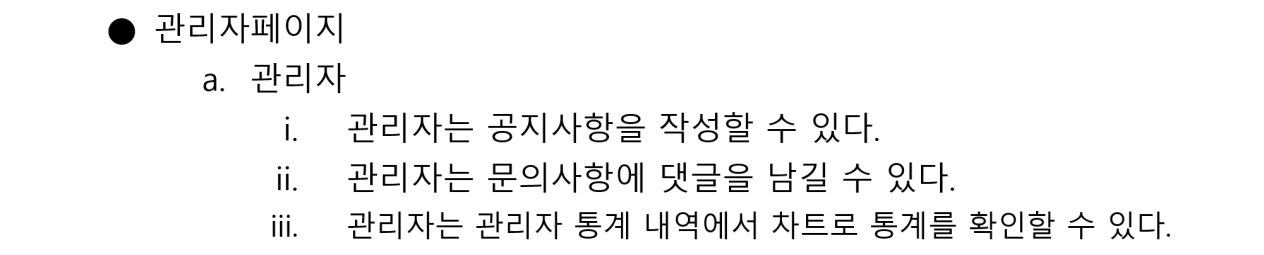 ● 관리자페이지
a. 관리자
i. 관리자는 공지사항을 작성할 수 있다.
ii. 관리자는 문의사항에 댓글을 남길 수 있다.
iii. 관리자는 관리자 통계 내역에서 차트로 통계를 확인할 수 있다.